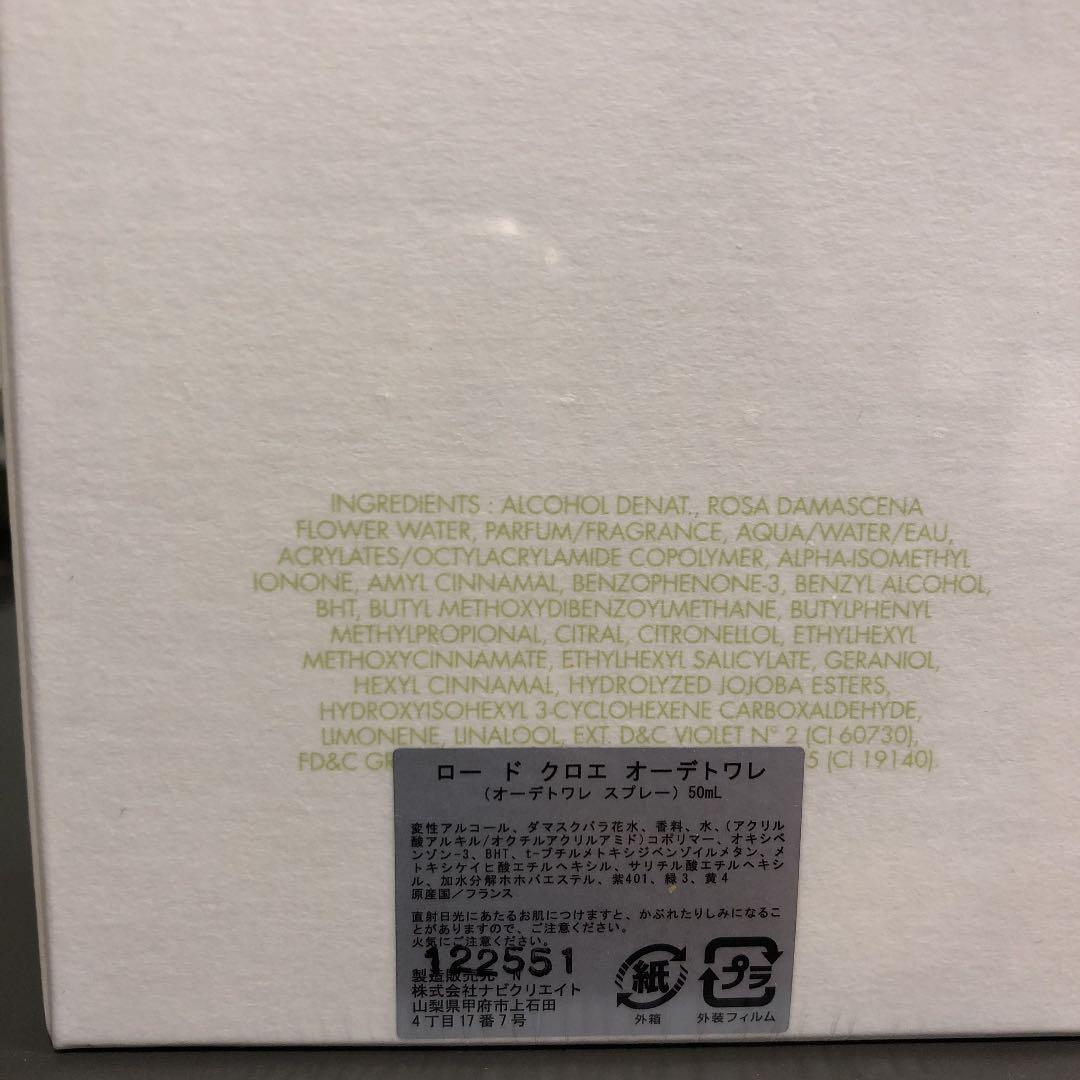 INGREDIENTS : ALCOHOL DENAT., ROSA DAMASCENA
FLOWER WATER, PARFUM/FRAGRANCE, AQUA/WATER/EAU,
ACRYLATES/OCTYLACRYLAMIDE COPOLYMER, ALPHA-ISOMETHYL
IONONE, AMYL CINNAMAL, BENZOPHENONE-3, BENZYL ALCOHOL,
BHT, BUTYL METHOXYDIBENZOYLMETHANE, BUTYLPHENYL
METHYLPROPIONAL, CITRAL, CITRONELLOL, ETHYLHEXYL
METHOXYCINNAMATE, ETHYLHEXYL SALICYLATE, GERANIOL,
HEXYL CINNAMAL, HYDROLYZED JOJOBA ESTERS,
HYDROXYISOHEXYL 3-CYCLOHEXENE CARBOXALDEHYDE,
LIMONENE, LINALOOL, EXT. D&C VIOLET N° 2 (CI 60730),
FD&C GR 5 (CI 19140).
ロー ド クロエ オーデトワレ
(オーデトワレ スプレー) 50mL
変性アルコール、ダマスクバラ花水、香料、水、(アクリル
酸アルキル/オクチルアクリルアミド)コポリマー、オキシベ
ンゾン-3、BHT、t-ブチルメトキシジベンゾイルメタン、メ
トキシケイヒ酸エチルヘキシル、サリチル酸エチルヘキシ
ル、加水分解ホホバエステル、紫401、緑3、黄4
原産国/フランス
直射日光にあたるお肌につけますと、かぶれたりしみになるこ
とがありますので、ご注意ください。
火気にご注意ください。
122551
製造販売元
株式会社ナビクリエイト
山梨県甲府市上石田
4丁目17番7号
紙
外箱
プラ
外装フィルム